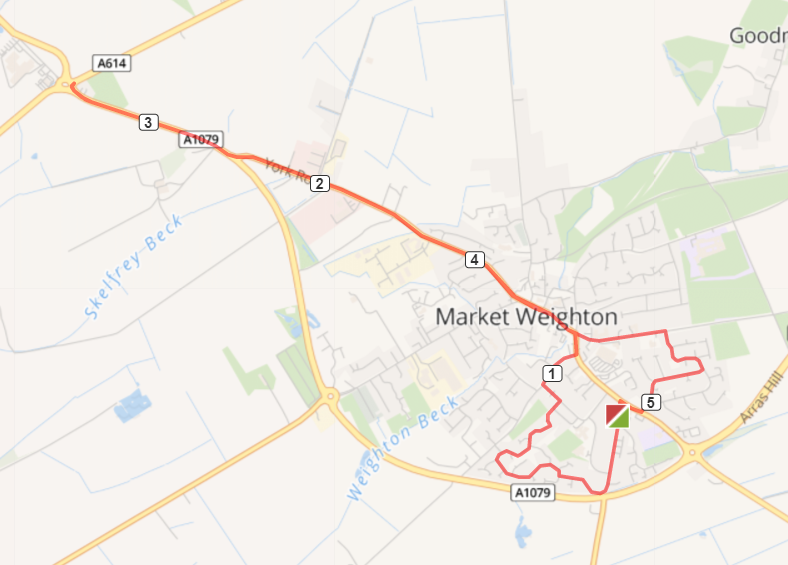 Goodm
A614
3
A1079
York Ro
2
Skelfrey Beck
4
Market Weighton
1
5
Arras Hill
Weighton Beck
A1079